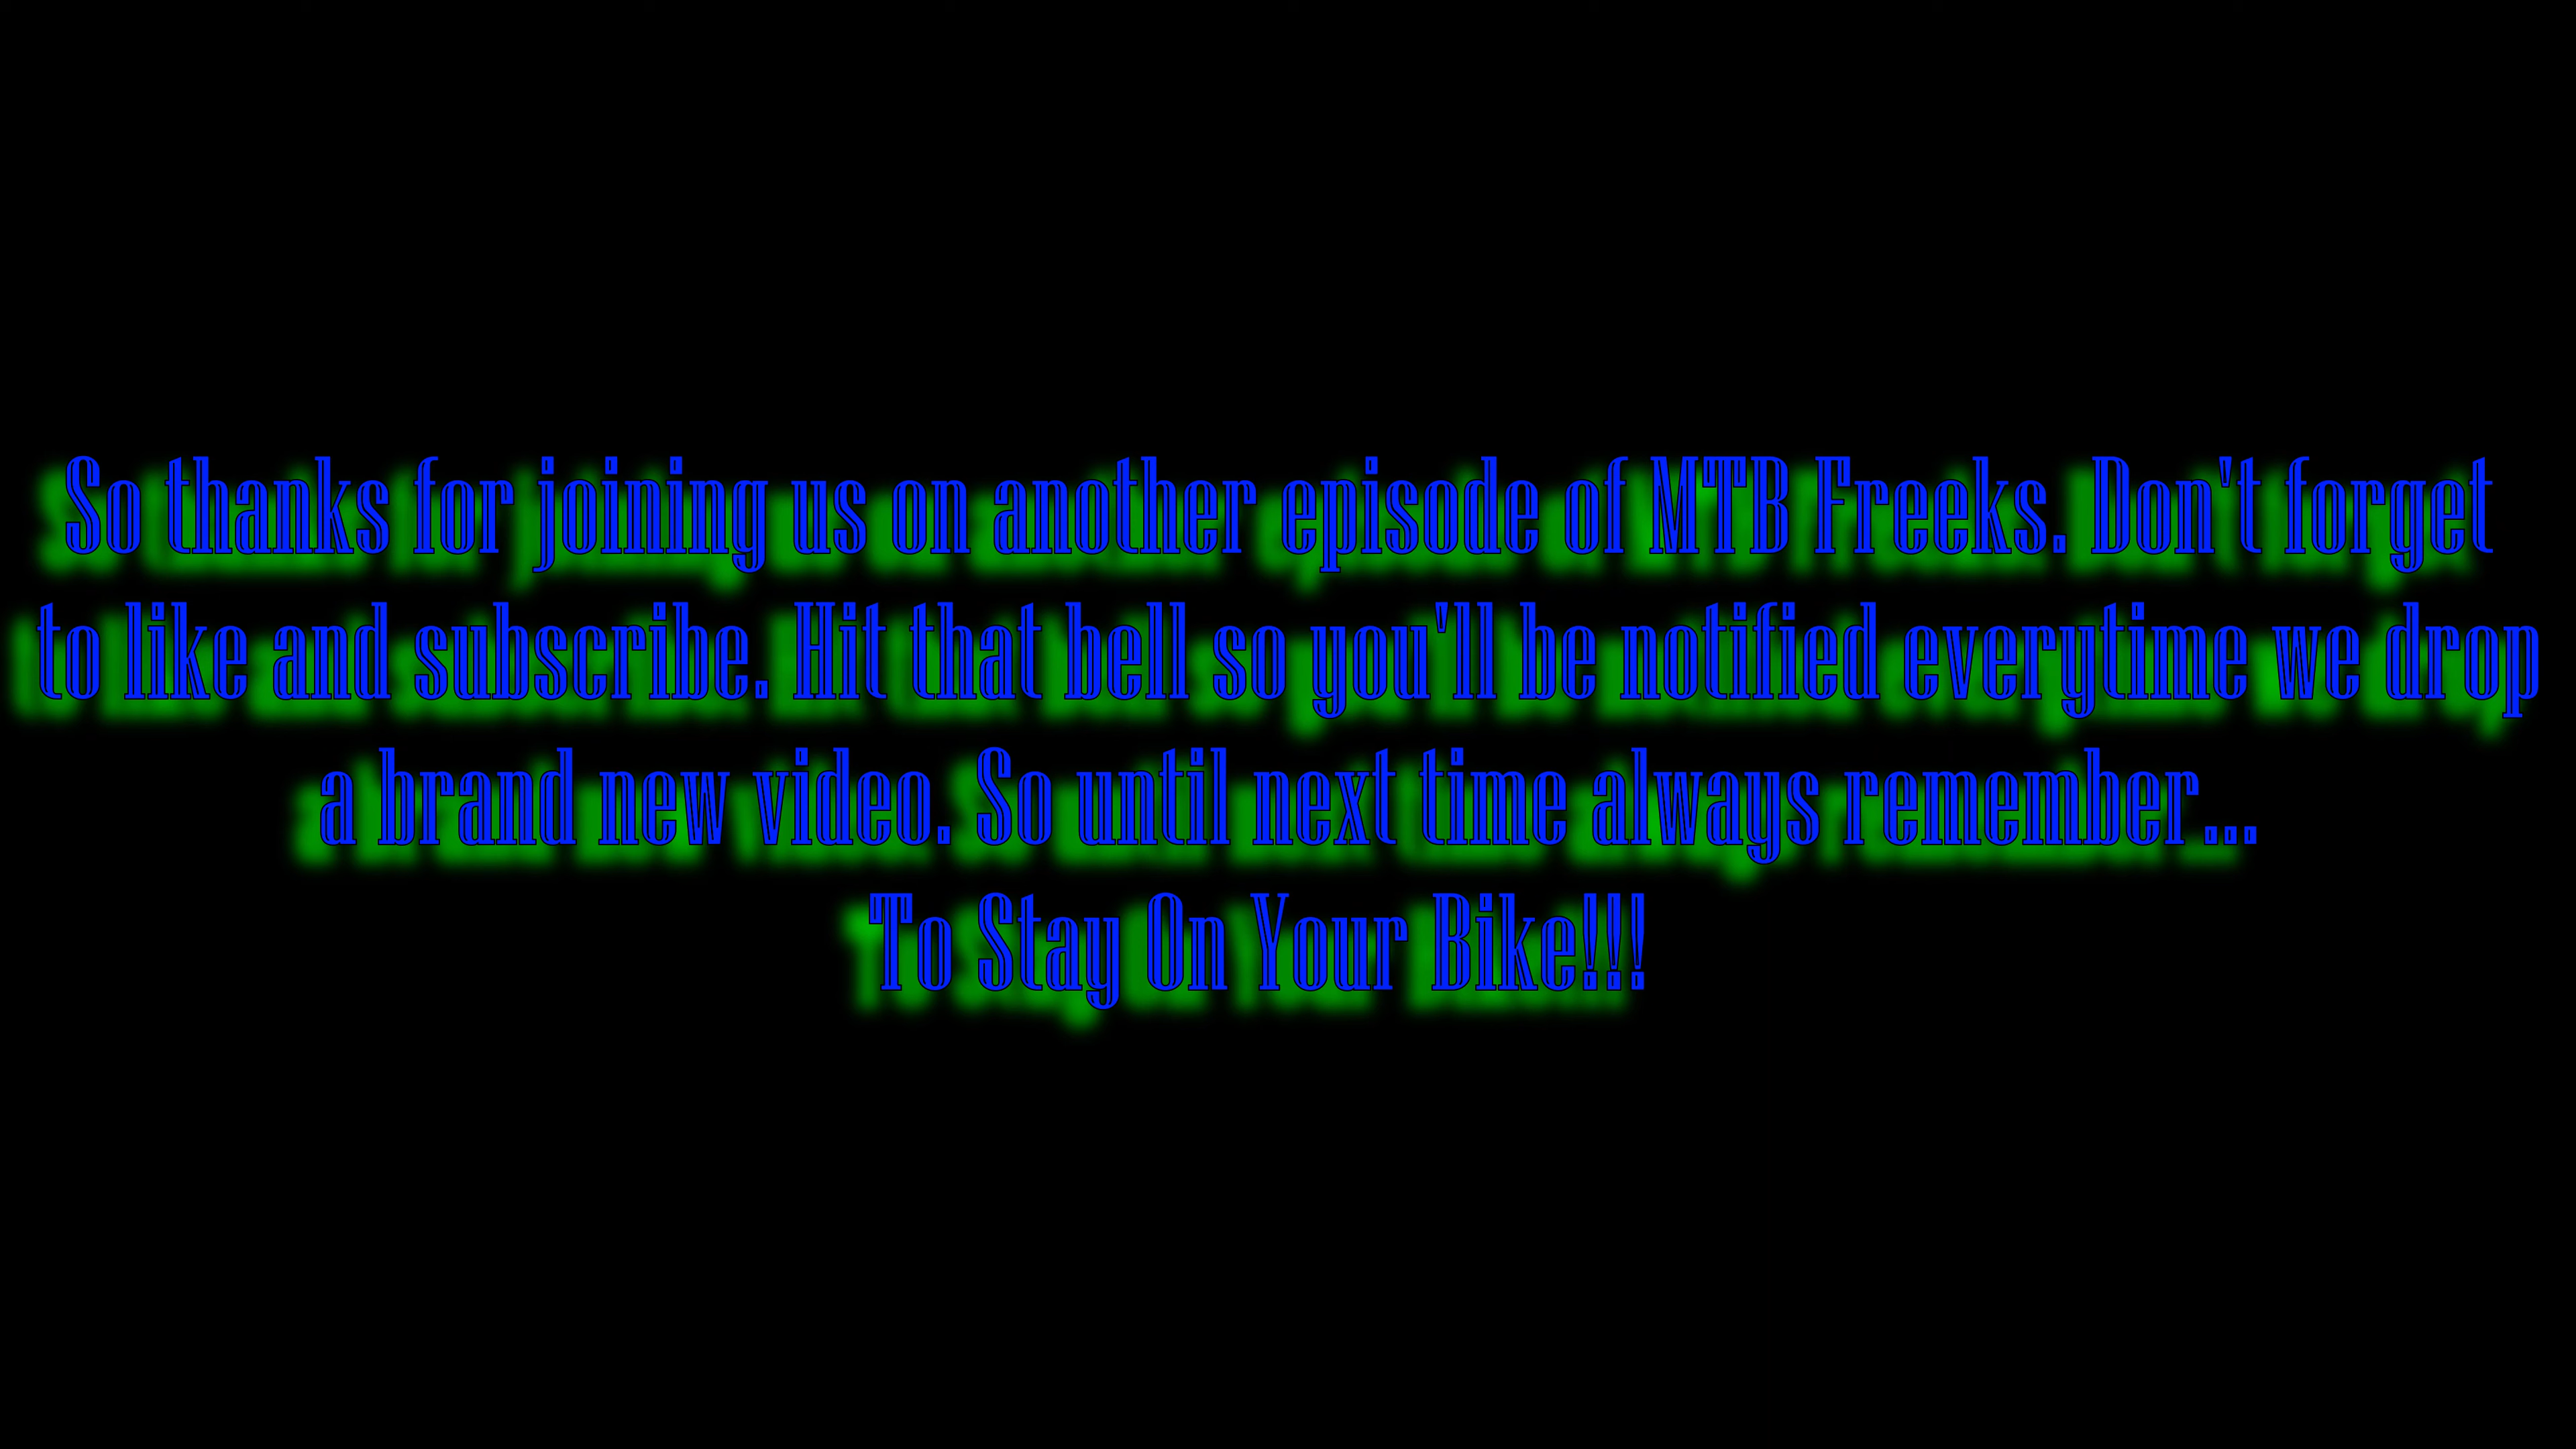 So thanks for joining us on another episode of MTB Freeks. Don't forget
to like and subscribe. Hit that bell so you'll be notified everytime we drop
a brand new video. So until next time always remember...
To Stay On Your Bike!!!